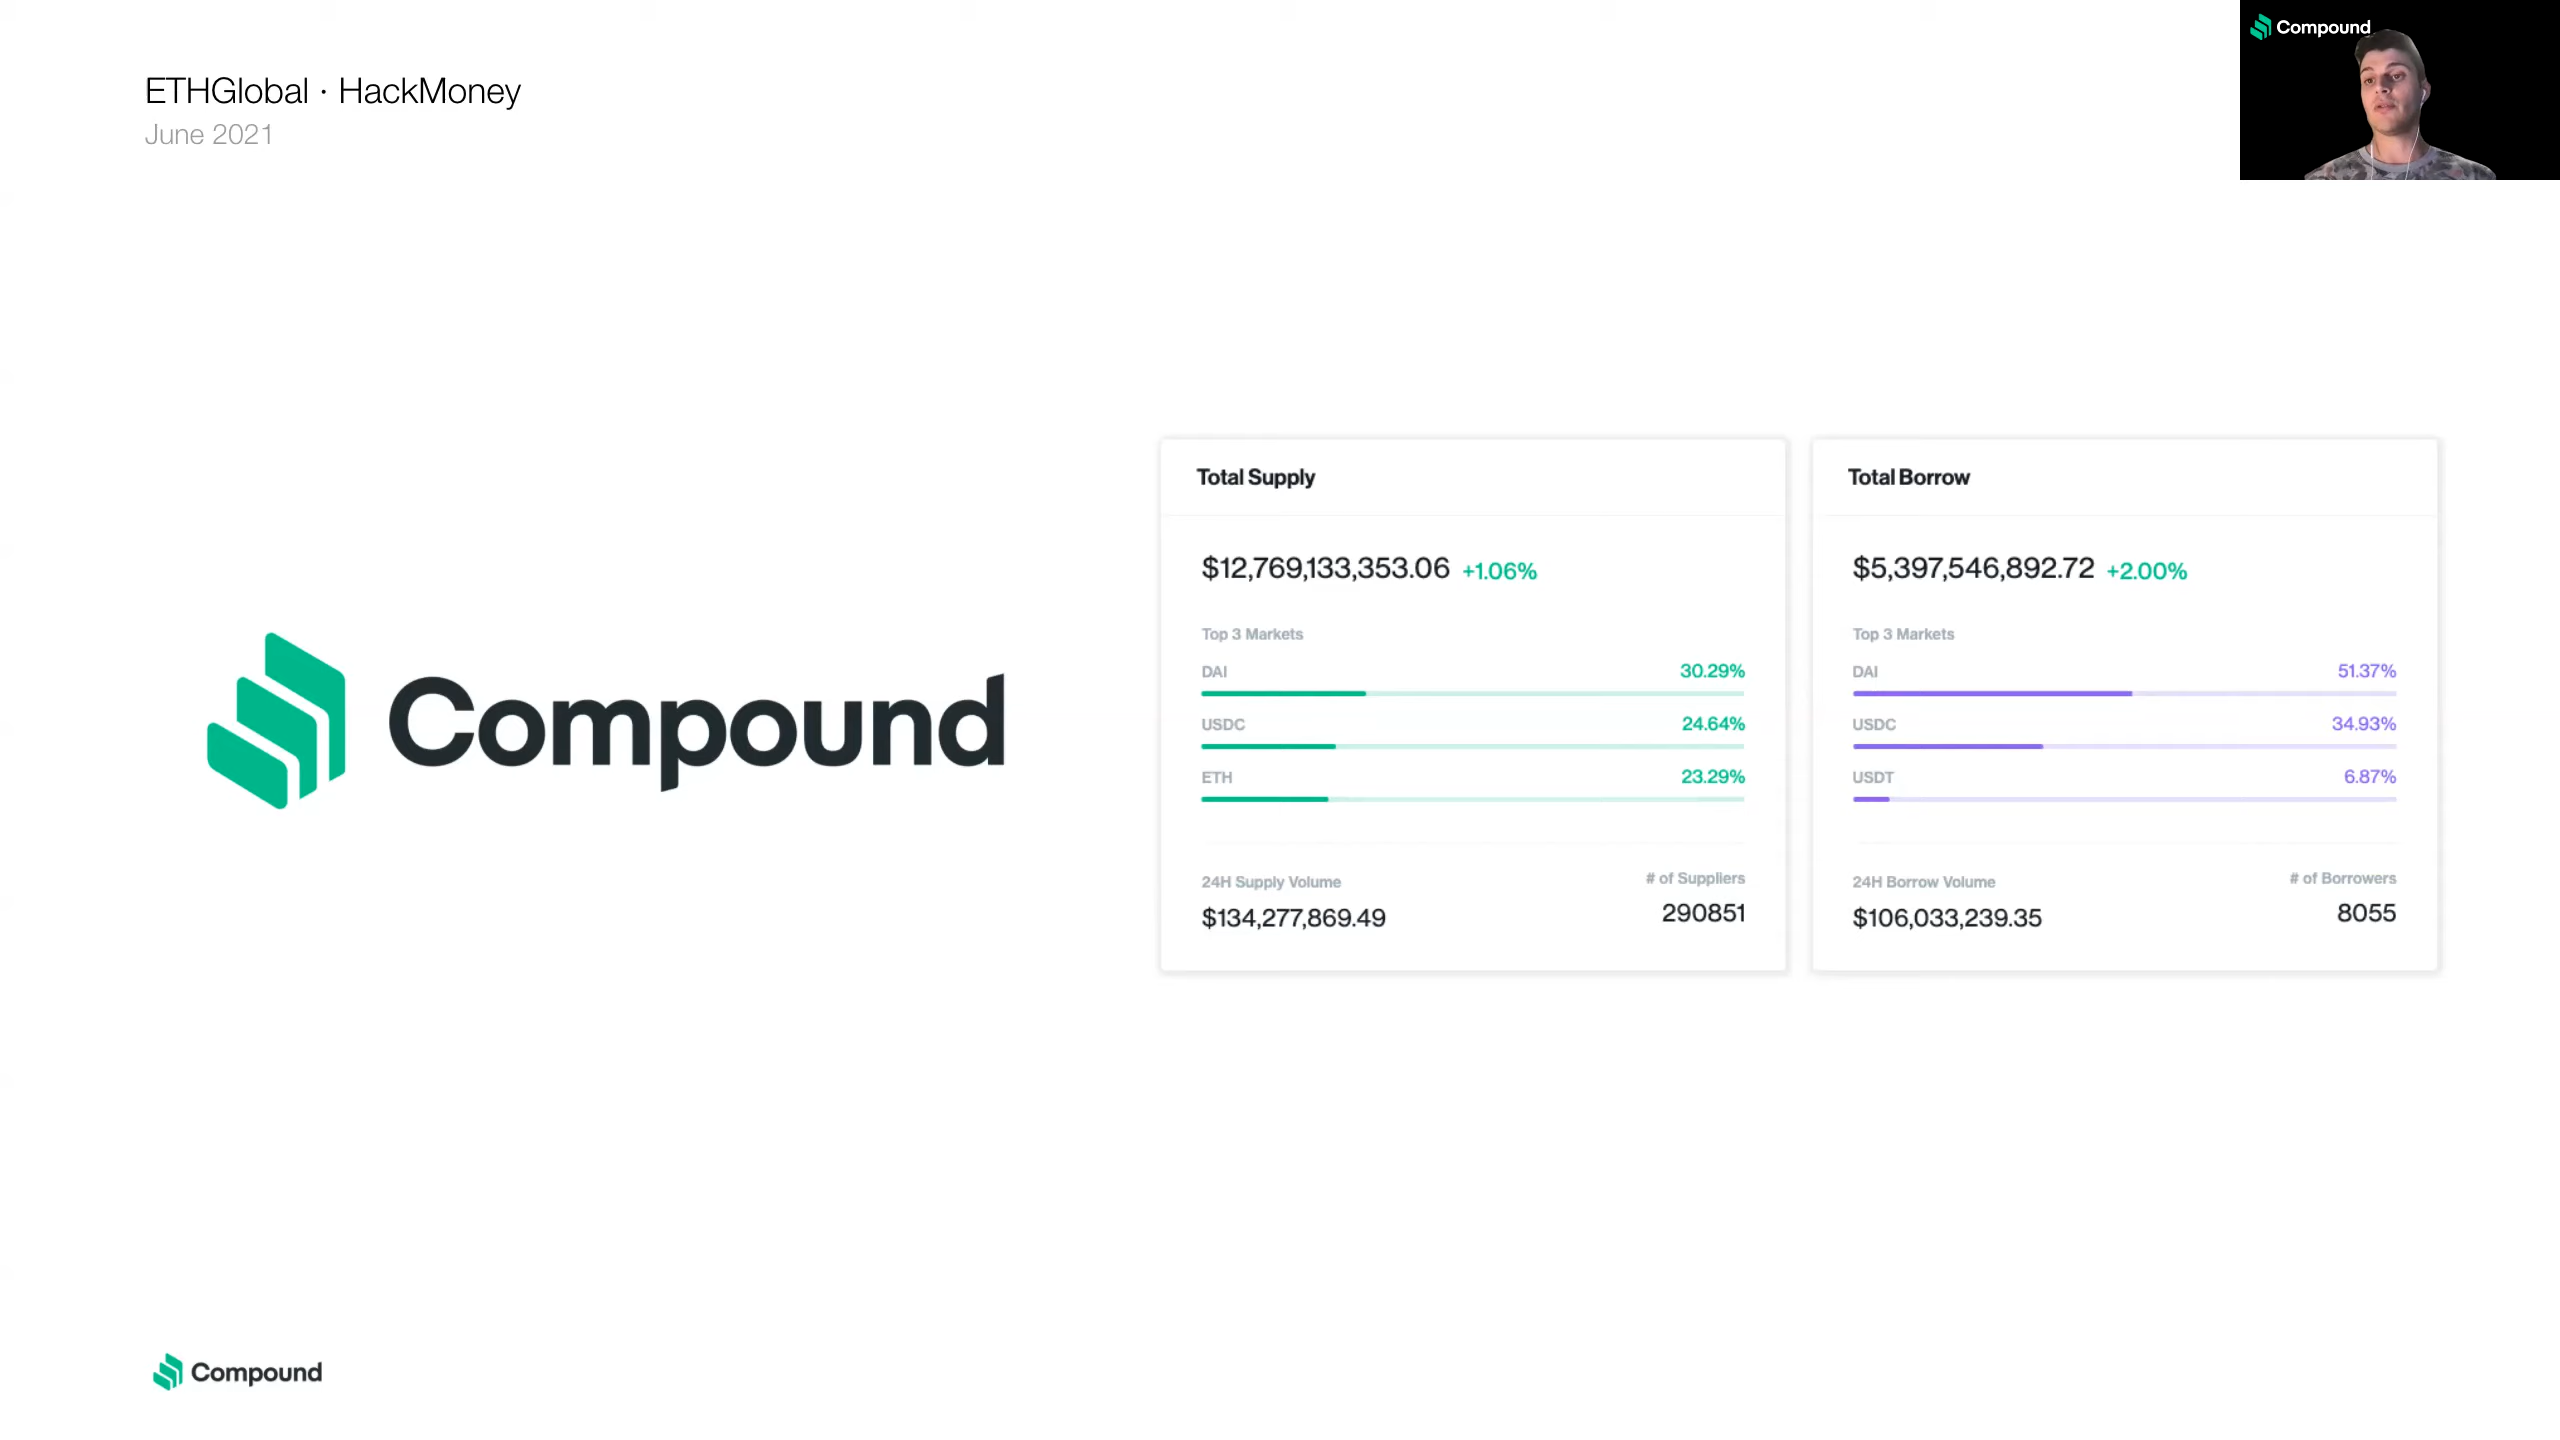 ETHGlobal · HackMoney
June 2021
Compound
Compound
Total Supply
$12,769,133,353.06 +1.06%
Top 3 Markets
DAI 30.29%
USDC 24.64%
ETH 23.29%
24H Supply Volume # of Suppliers
$134,277,869.49 290851
Total Borrow
$5,397,546,892.72 +2.00%
Top 3 Markets
DAI 51.37%
USDC 34.93%
USDT 6.87%
24H Borrow Volume # of Borrowers
$106,033,239.35 8055
Compound